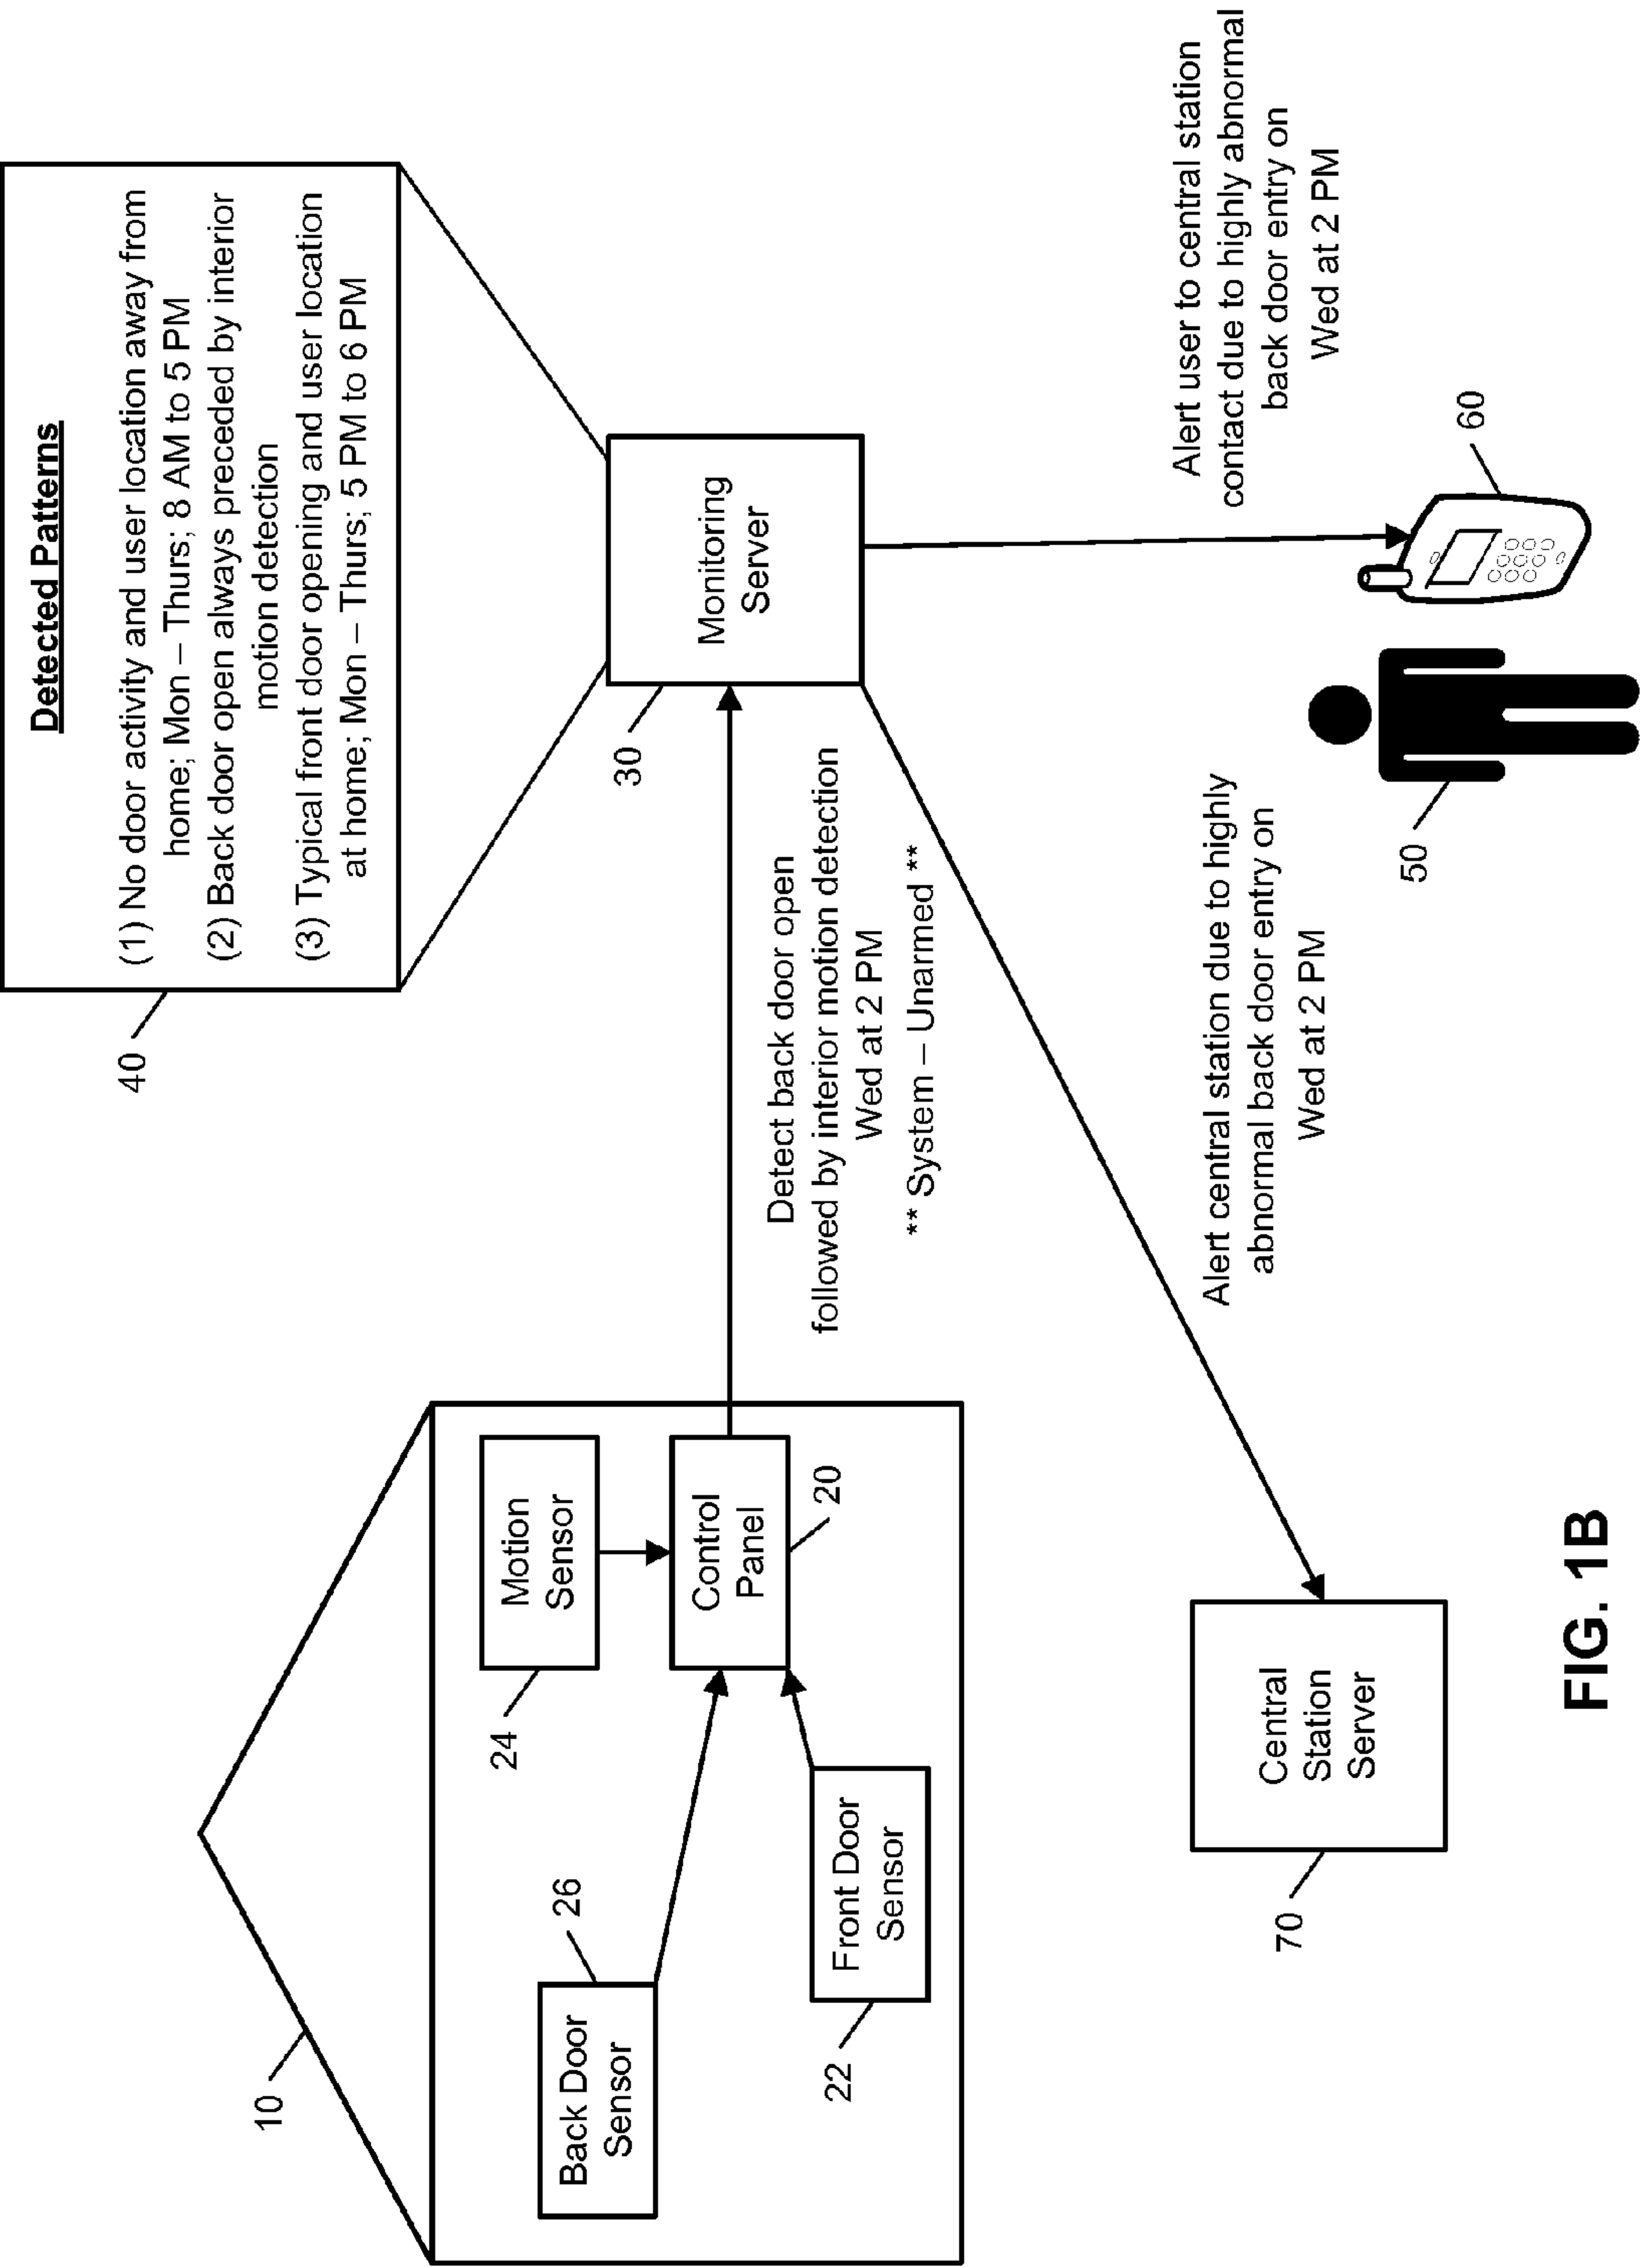 Detected Patterns
(1) No door activity and user location away from
home; Mon – Thurs; 8 AM to 5 PM
(2) Back door open always preceded by interior
motion detection
(3) Typical front door opening and user location
at home; Mon – Thurs; 5 PM to 6 PM
40
10
Motion
Sensor
24
Back Door
Sensor
26
Control
Panel
20
Front Door
Sensor
22
Monitoring
Server
30
Detect back door open
followed by interior motion detection
Wed at 2 PM
** System – Unarmed **
Alert central station due to highly
abnormal back door entry on
Wed at 2 PM
Alert user to central station
contact due to highly abnormal
back door entry on
Wed at 2 PM
Central
Station
Server
70
50
60
FIG. 1B